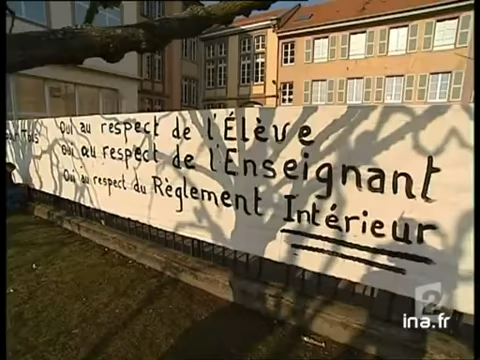 Oui au respect de l'Élève
Oui au respect de l'Enseignant
Oui au respect du Règlement Intérieur
2
ina.fr